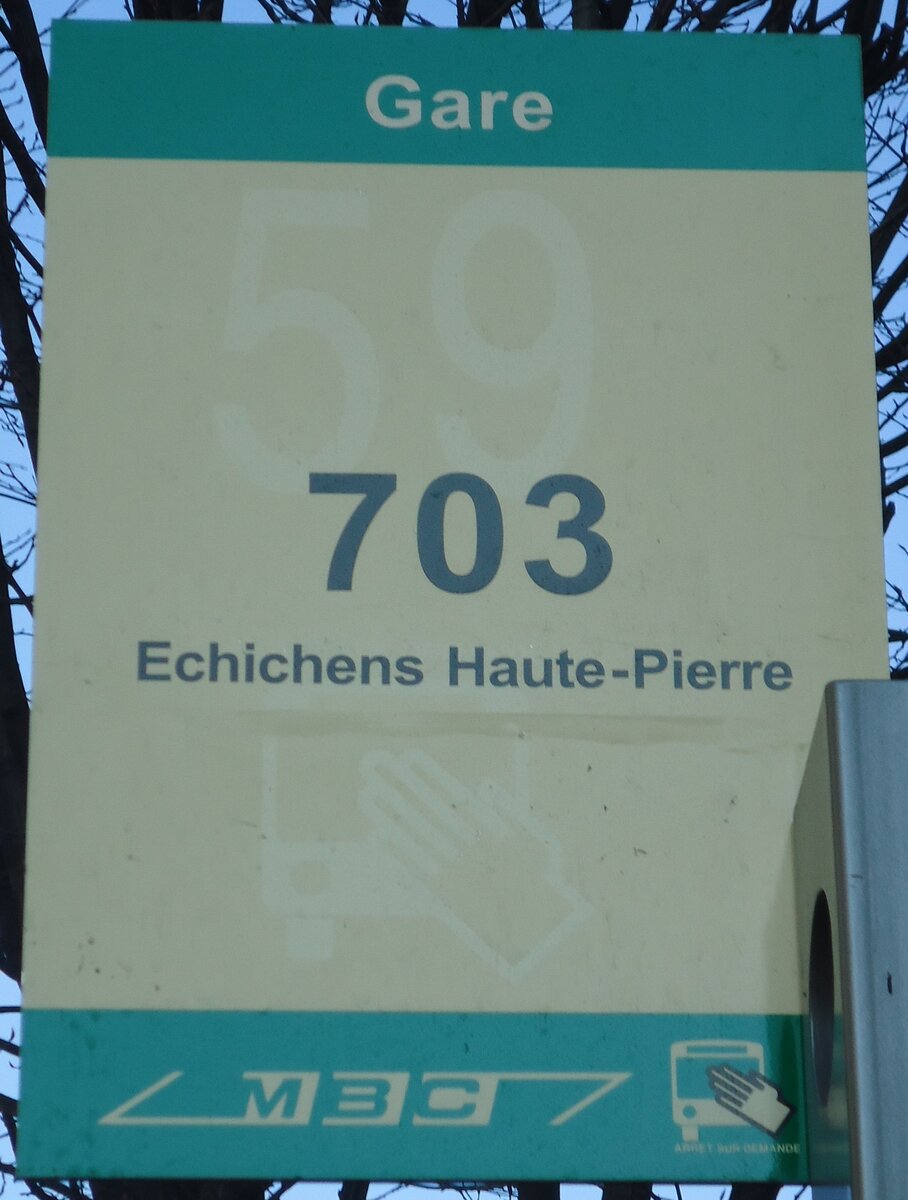 Gare
59
703
Echichens Haute-Pierre
MBC
ARRET SUR DEMANDE